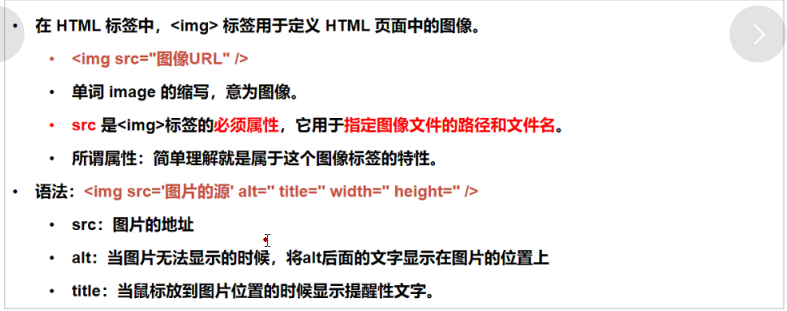 在 HTML 标签中，<img> 标签用于定义 HTML 页面中的图像。
<img src="图像URL" />
单词 image 的缩写，意为图像。
src 是<img>标签的必须属性，它用于指定图像文件的路径和文件名。
所谓属性：简单理解就是属于这个图像标签的特性。
语法：<img src='图片的源' alt='' title='' width='' height='' />
src：图片的地址
alt：当图片无法显示的时候，将alt后面的文字显示在图片的位置上
title：当鼠标放到图片位置的时候显示提醒性文字。